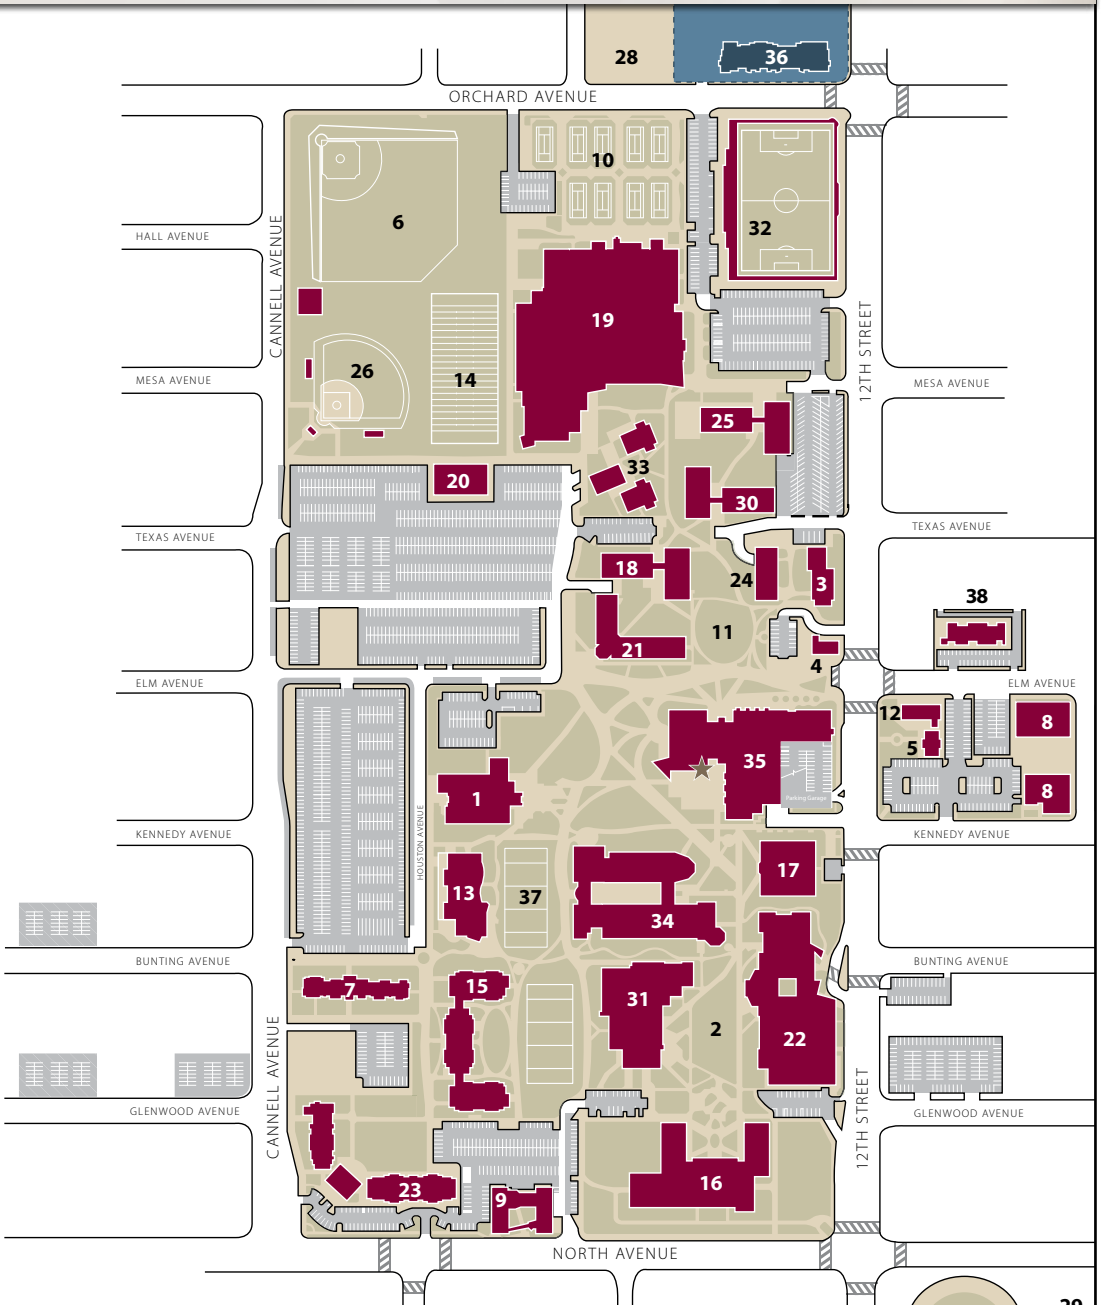 28
36
ORCHARD AVENUE
10
6
32
HALL AVENUE
CANNELL AVENUE
19
12TH STREET
26
14
MESA AVENUE
MESA AVENUE
25
33
20
30
TEXAS AVENUE
TEXAS AVENUE
18
24
3
38
11
21
4
ELM AVENUE
ELM AVENUE
12
8
5
35
8
1
Parking Garage
KENNEDY AVENUE
HOUSTON AVENUE
KENNEDY AVENUE
17
13
37
34
BUNTING AVENUE
BUNTING AVENUE
7
15
31
2
22
CANNELL AVENUE
12TH STREET
GLENWOOD AVENUE
GLENWOOD AVENUE
23
9
16
NORTH AVENUE